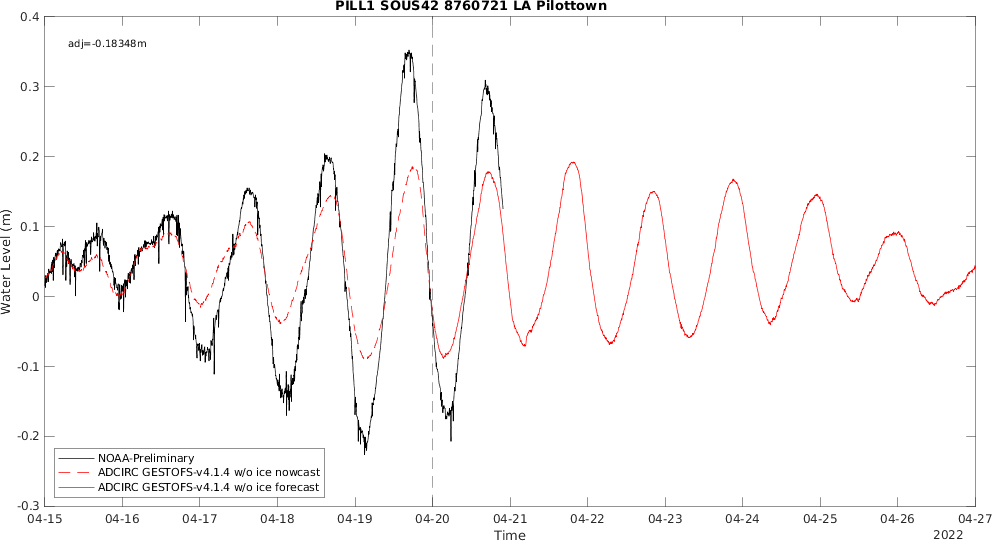 PILL1 SOUS42 8760721 LA Pilottown
adj=-0.18348m
Water Level (m)
0.4
0.3
0.2
0.1
0
-0.1
-0.2
-0.3
NOAA-Preliminary
ADCIRC GESTOFS-v4.1.4 w/o ice nowcast
ADCIRC GESTOFS-v4.1.4 w/o ice forecast
04-15 04-16 04-17 04-18 04-19 04-20 04-21 04-22 04-23 04-24 04-25 04-26 04-27
Time
2022